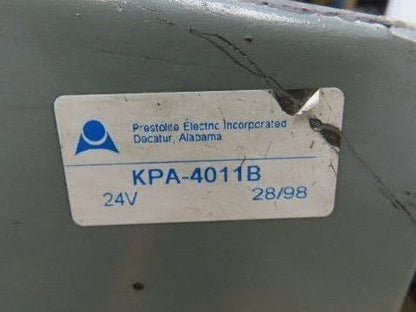 Prestolite Electric Incorporated
Decatur, Alabama
KPA-4011B
24V 28/98